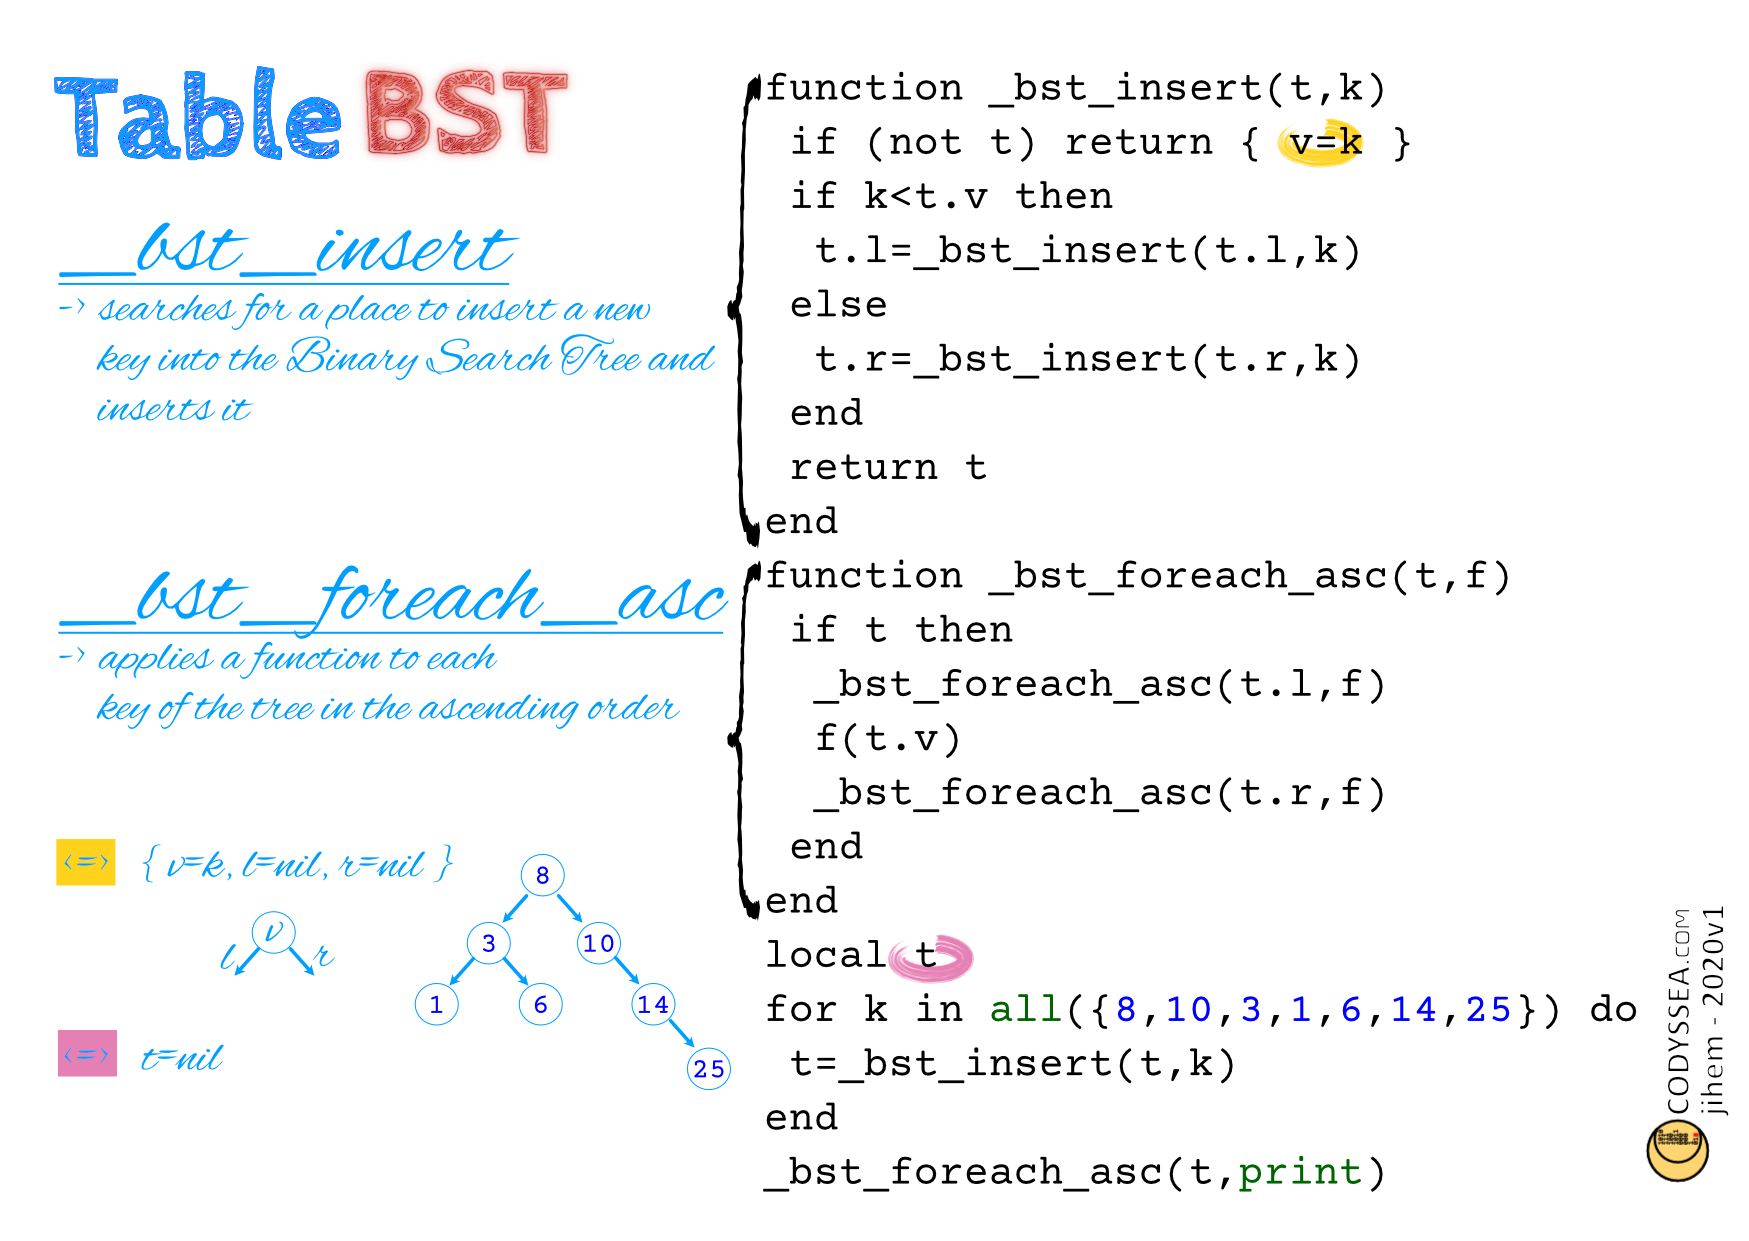 Table BST
_bst_insert
-> searches for a place to insert a new
key into the Binary Search Tree and
inserts it
_bst_foreach_asc
-> applies a function to each
key of the tree in the ascending order
<=> { v=k, l=nil, r=nil }
v
l r
8
3 10
1 6 14
25
<=> t=nil
function _bst_insert(t,k)
if (not t) return { v=k }
if k<t.v then
t.l=_bst_insert(t.l,k)
else
t.r=_bst_insert(t.r,k)
end
return t
end
function _bst_foreach_asc(t,f)
if t then
_bst_foreach_asc(t.l,f)
f(t.v)
_bst_foreach_asc(t.r,f)
end
end
local t
for k in all({8,10,3,1,6,14,25}) do
t=_bst_insert(t,k)
end
_bst_foreach_asc(t,print)
CODYSSEA.COM
jihem - 2020v1